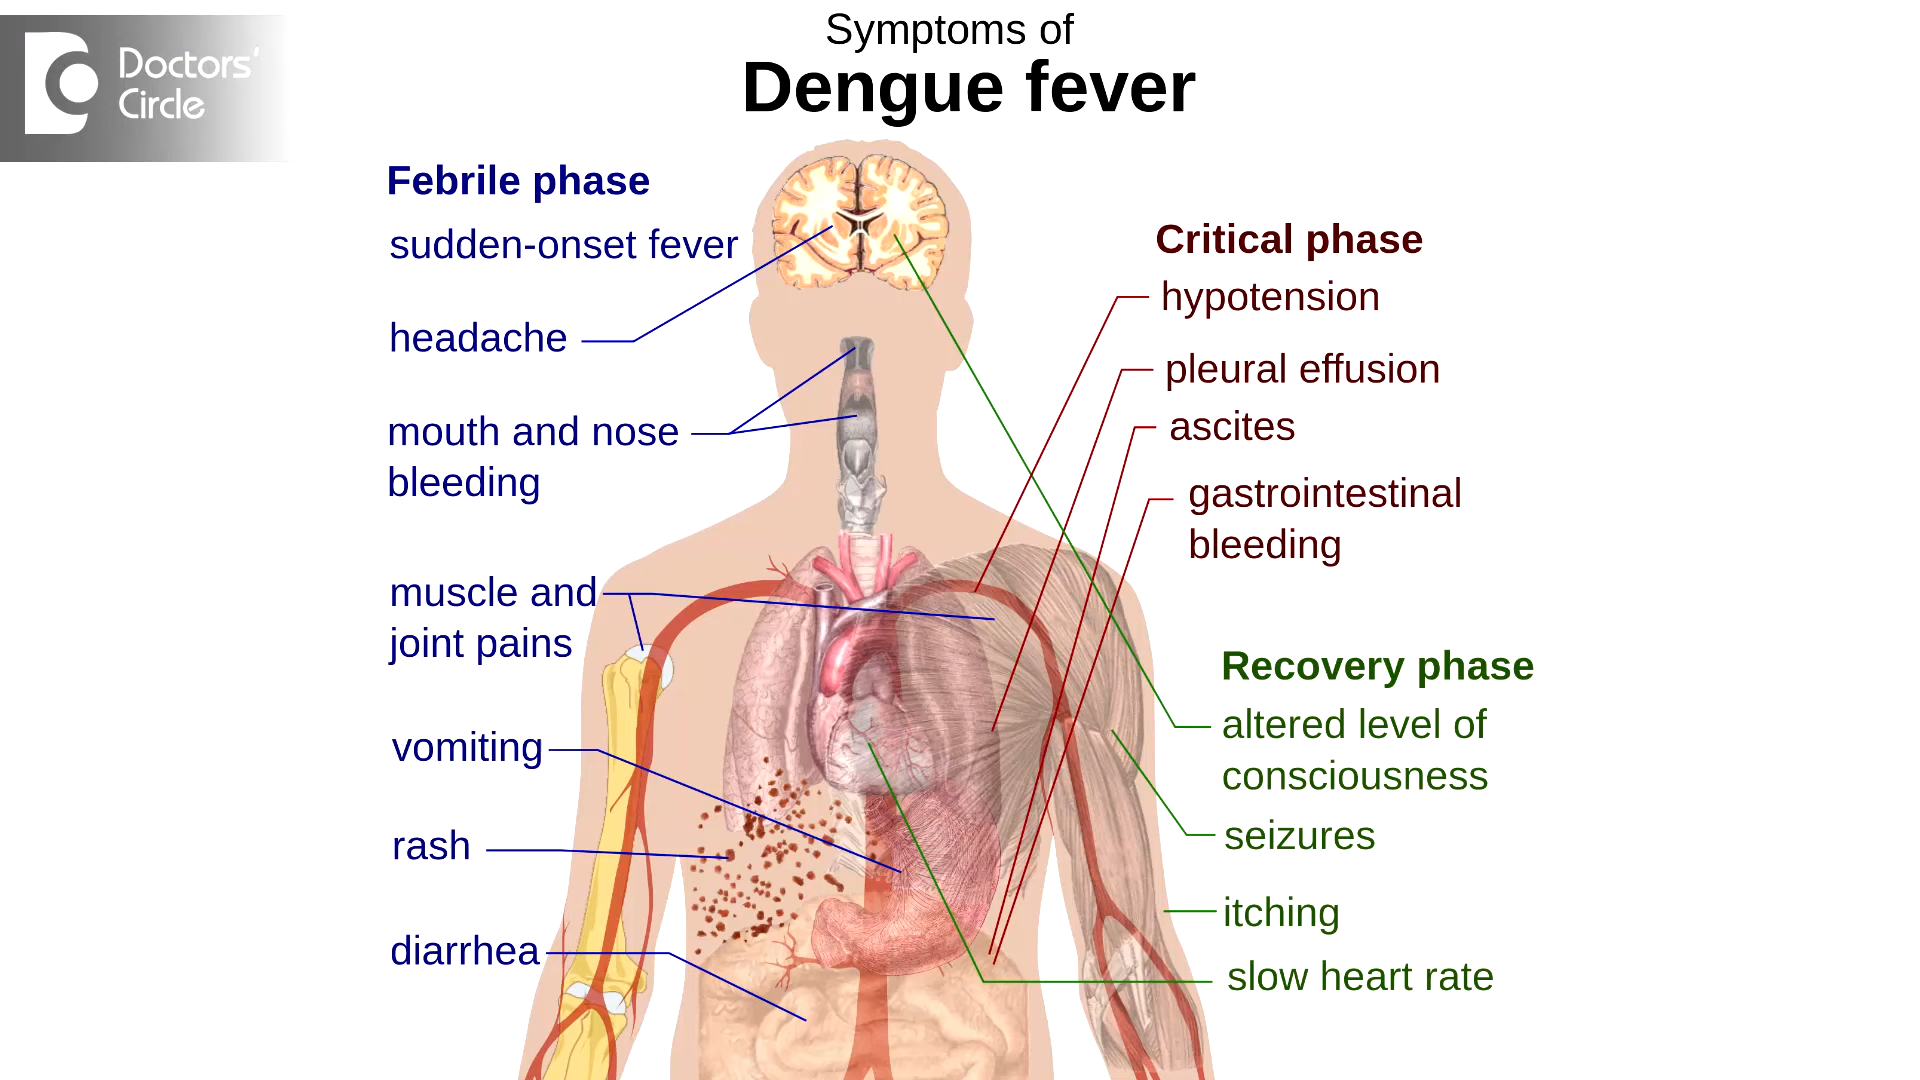 Doctors'
Circle
Symptoms of
Dengue fever
Febrile phase
sudden-onset fever
headache
mouth and nose
bleeding
muscle and
joint pains
vomiting
rash
diarrhea
Critical phase
hypotension
pleural effusion
ascites
gastrointestinal
bleeding
Recovery phase
altered level of
consciousness
seizures
itching
slow heart rate